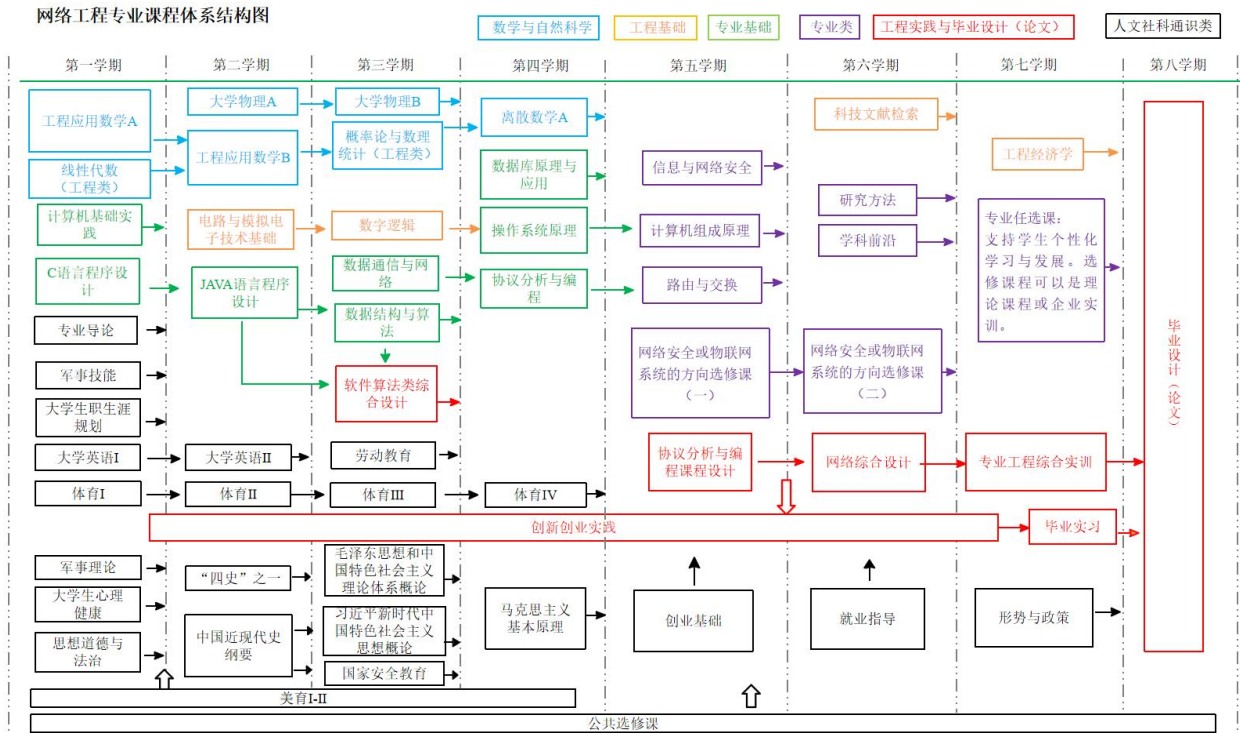 网络工程专业课程体系结构图
数学与自然科学
工程基础
专业基础
专业类
工程实践与毕业设计（论文）
人文社科通识类
第一学期
第二学期
第三学期
第四学期
第五学期
第六学期
第七学期
第八学期
工程应用数学A
线性代数
（工程类）
计算机基础实
践
C语言程序设
计
专业导论
军事技能
大学生职生涯
规划
大学英语I
体育I
大学物理A
工程应用数学B
电路与模拟电
子技术基础
JAVA语言程序
设计
大学英语II
体育II
大学物理B
概率论与数理
统计（工程类）
数字逻辑
数据通信与网
络
数据结构与算
法
软件算法类综
合设计
劳动教育
体育III
离散数学A
数据库原理与
应用
操作系统原理
协议分析与编
程
体育IV
信息与网络安全
计算机组成原理
路由与交换
网络安全或物联网
系统的方向选修课
（一）
协议分析与编
程课程设计
科技文献检索
研究方法
学科前沿
网络安全或物联网
系统的方向选修课
（二）
网络综合设计
工程经济学
专业任选课：
支持学生个性化
学习与发展。选
修课程可以是理
论课程或企业实
训。
专业工程综合实训
毕业设计（论文）
创新创业实践
毕业实习
军事理论
大学生心理
健康
思想道德与
法治
“四史”之一
中国近现代史
纲要
毛泽东思想和中
国特色社会主义
理论体系概论
习近平新时代中
国特色社会主义
思想概论
国家安全教育
马克思主义
基本原理
创业基础
就业指导
形势与政策
美育I-II
公共选修课